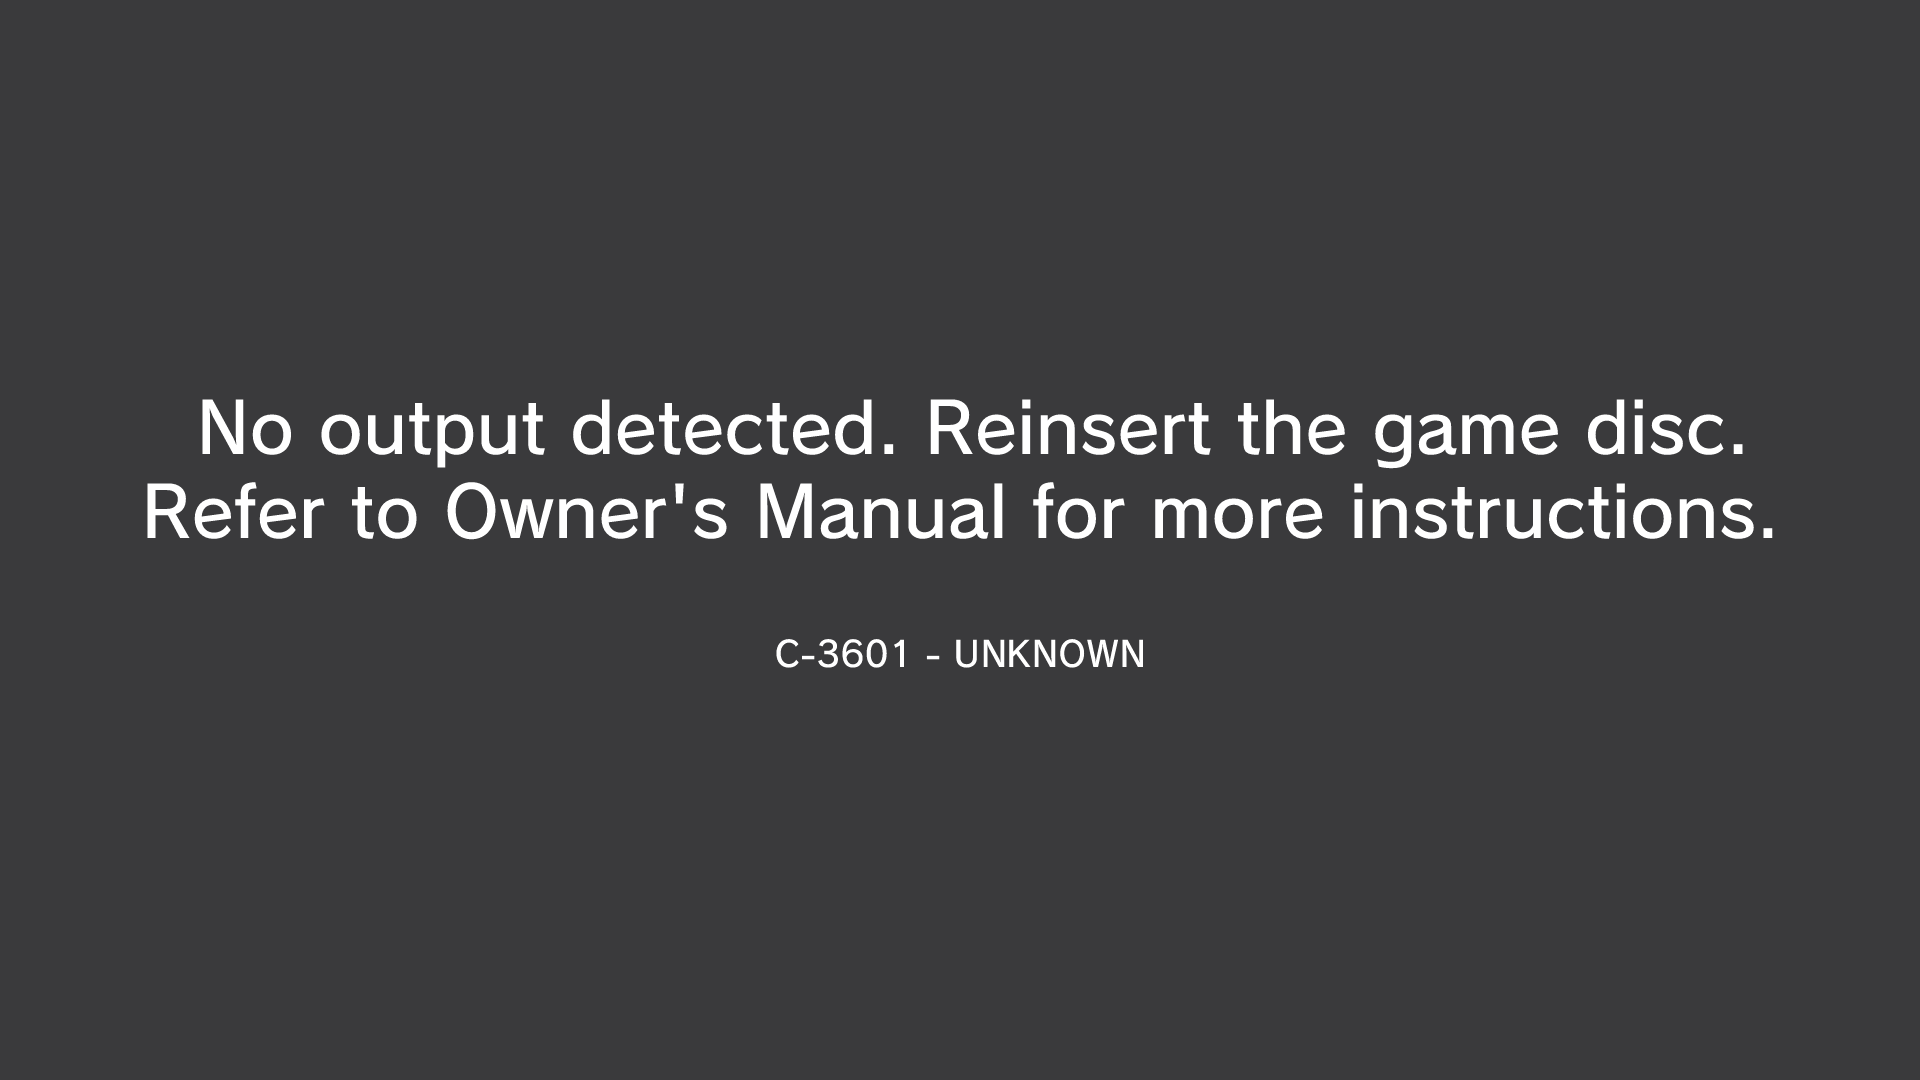 No output detected. Reinsert the game disc.
Refer to Owner's Manual for more instructions.
C-3601 - UNKNOWN